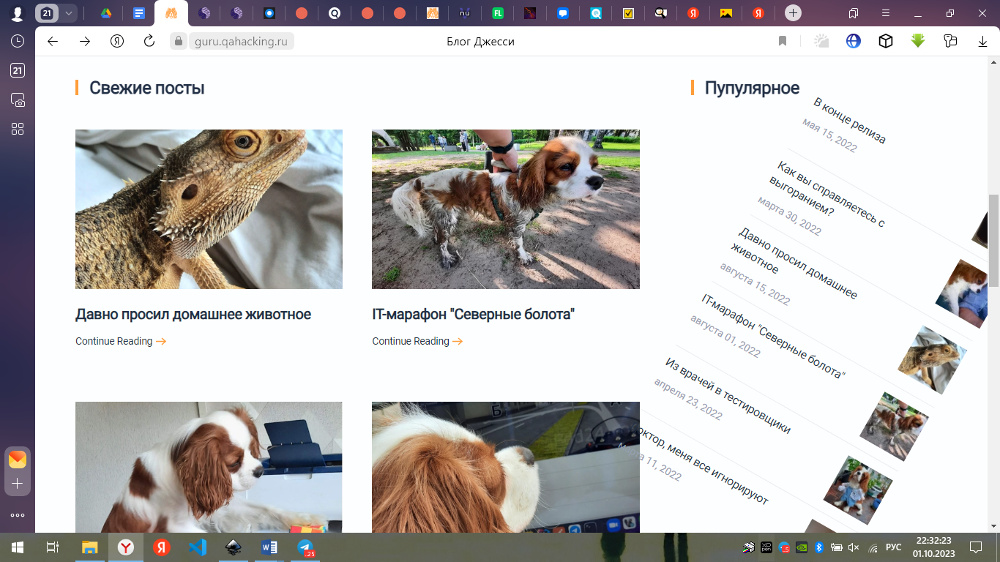 21
guru.qahacking.ru
Блог Джесси
21
Свежие посты
Пупулярное
Давно просил домашнее животное
Continue Reading →
IT-марафон "Северные болота"
Continue Reading →
В конце релиза
мая 15, 2022
Как вы справляетесь с
выгоранием?
марта 30, 2022
Давно просил домашнее
животное
августа 15, 2022
IT-марафон "Северные болота"
августа 01, 2022
Из врачей в тестировщики
апреля 23, 2022
октор, меня все игнорируют
та 11, 2022
РУС
22:32:23
01.10.2023